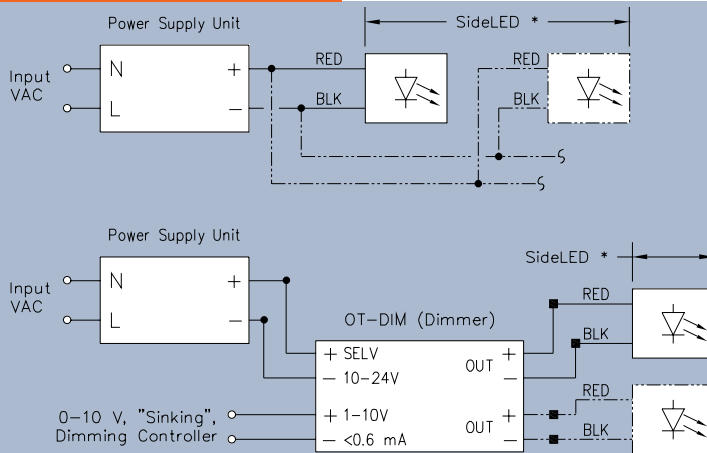 Power Supply Unit
SideLED *
Input
VAC
N
+
RED
RED
L
−
BLK
BLK
Power Supply Unit
SideLED *
Input
VAC
N
+
RED
L
−
OT-DIM (Dimmer)
BLK
+ SELV
OUT +
− 10-24V
−
RED
0-10 V, "Sinking",
Dimming Controller
+ 1-10V
OUT +
− <0.6 mA
−
BLK